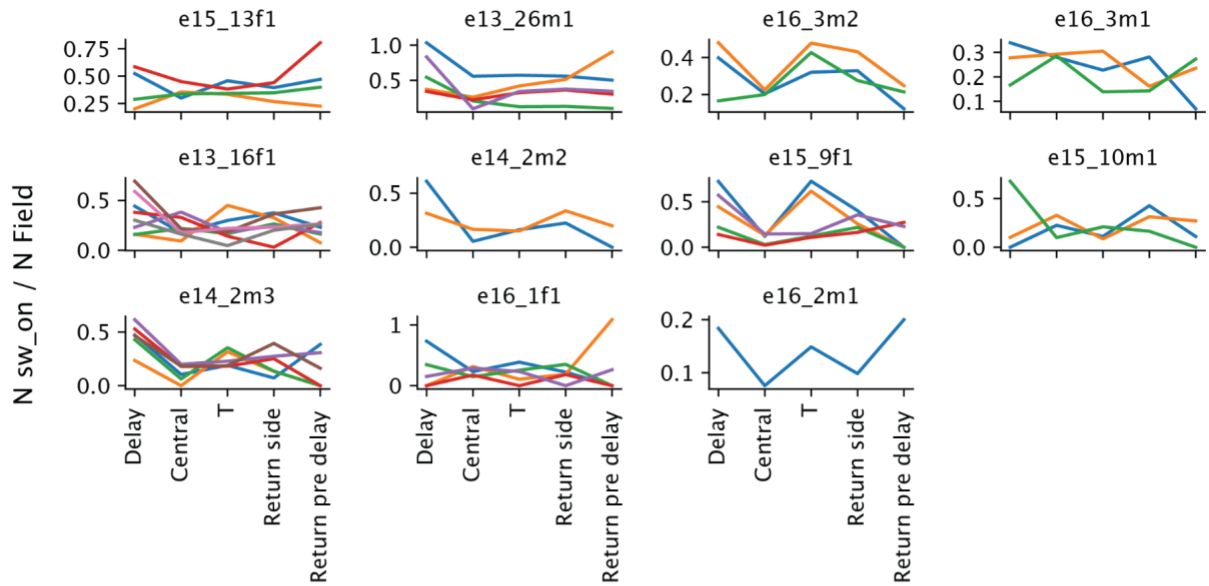 e15_13f1 e13_26m1 e16_3m2 e16_3m1
0.75 1.0 0.4 0.3
0.50 0.5 0.2 0.2
0.25 0.1
e13_16f1 e14_2m2 e15_9f1 e15_10m1
0.5 0.5 0.5 0.5
0.0 0.0 0.0 0.0
e14_2m3 e16_1f1 e16_2m1
0.5 1 0.2
0.0 0 0.1
N sw_on / N Field
Delay Central T Return side Return pre delay
Delay Central T Return side Return pre delay
Delay Central T Return side Return pre delay